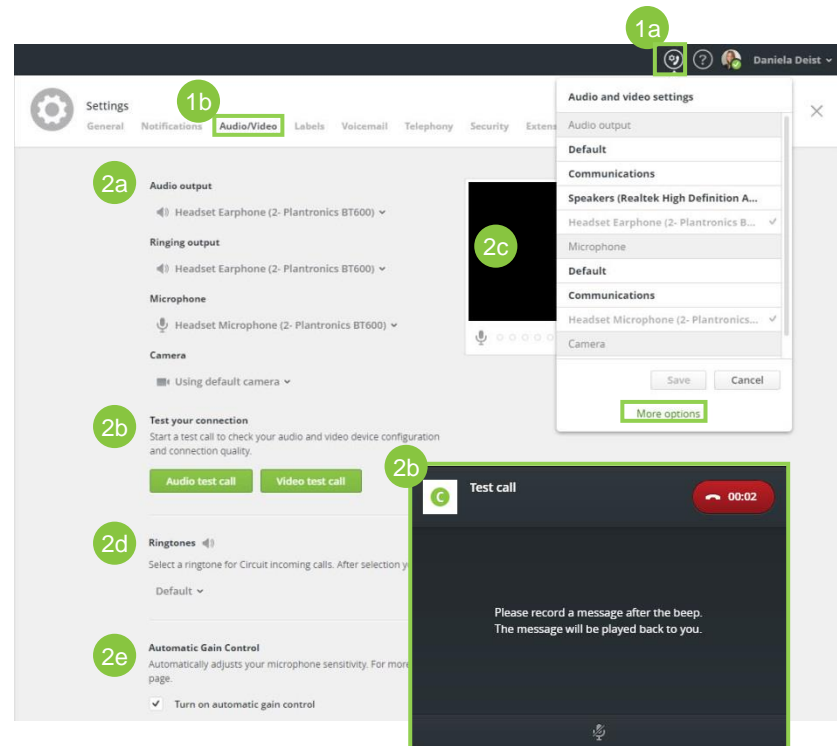 1a
Daniela Deist
Settings
1b
General Notifications Audio/Video Labels Voicemail Telephony Security Extens
Audio and video settings
Audio output
Default
Communications
Speakers (Realtek High Definition A...
Headset Earphone (2- Plantronics B...
Microphone
Default
Communications
Headset Microphone (2- Plantronics...
Camera
Save Cancel
More options
2a
Audio output
Headset Earphone (2- Plantronics BT600)
Ringing output
Headset Earphone (2- Plantronics BT600)
Microphone
Headset Microphone (2- Plantronics BT600)
Camera
Using default camera
2c
2b
Test your connection
Start a test call to check your audio and video device configuration
and connection quality.
Audio test call Video test call
2b
C
Test call
00:02
Please record a message after the beep.
The message will be played back to you.
2d
Ringtones
Select a ringtone for Circuit incoming calls. After selection y
Default
2e
Automatic Gain Control
Automatically adjusts your microphone sensitivity. For more
page.
Turn on automatic gain control